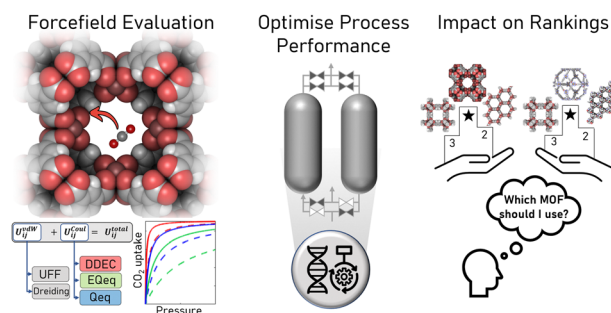 Forcefield Evaluation
U_ij^vdW + U_ij^Coul = U_ij^total
UFF
Dreiding
DDEC
EQeq
Qeq
CO₂ uptake
Pressure
Optimise Process
Performance
Impact on Rankings
3
2
3
2
Which MOF
should I use?